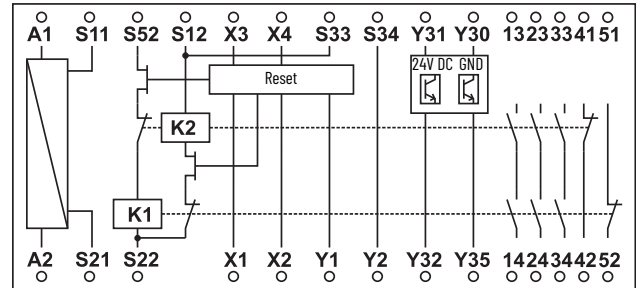 A1 S11 S52 S12 X3 X4 S33 S34 Y31 Y30 13 23 33 41 51
24V DC GND
Reset
K2
K1
A2 S21 S22 X1 X2 Y1 Y2 Y32 Y35 14 24 34 42 52